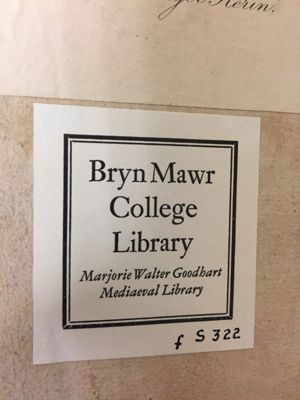 Bryn Mawr
College
Library
Marjorie Walter Goodhart
Mediaeval Library
f S 322